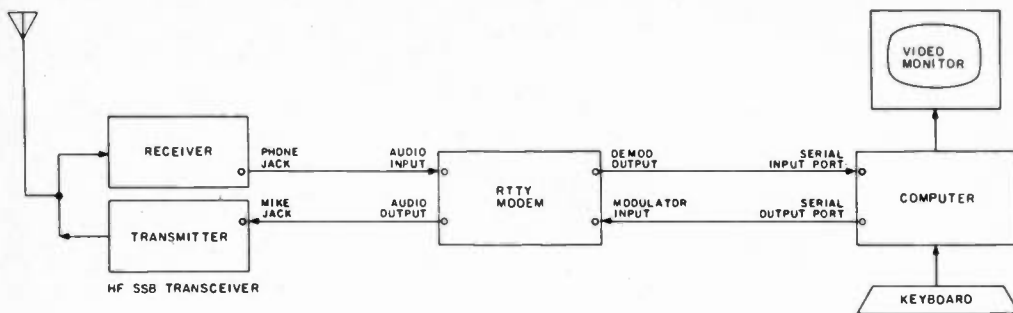 VIDEO
MONITOR
RECEIVER
PHONE
JACK
AUDIO
INPUT
DEMOD
OUTPUT
SERIAL
INPUT PORT
RTTY
MODEM
COMPUTER
TRANSMITTER
MIKE
JACK
AUDIO
OUTPUT
MODULATOR
INPUT
SERIAL
OUTPUT PORT
HF SSB TRANSCEIVER
KEYBOARD